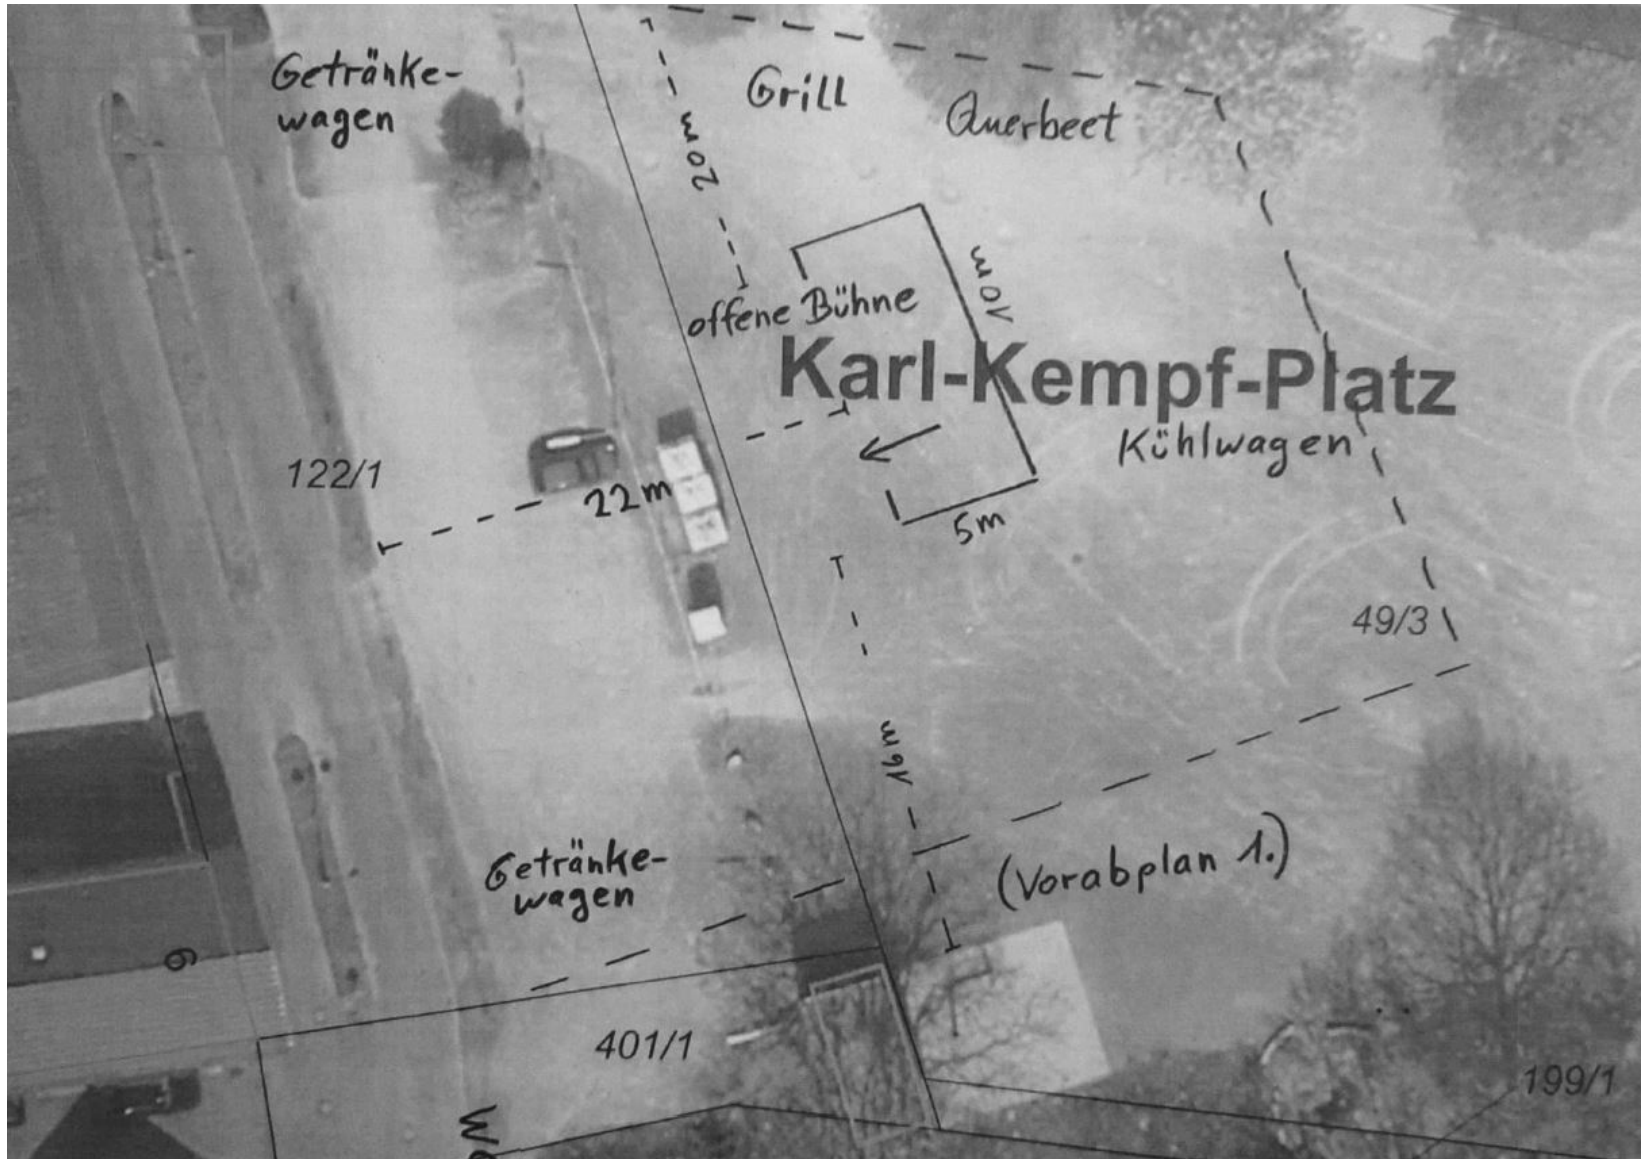 Getränke-
wagen
Grill
Querbeet
20m
offene Bühne
10m
Karl-Kempf-Platz
Kühlwagen
122/1
22m
5m
49/3
16m
Getränke-
wagen
(Vorabplan 1.)
6
401/1
199/1